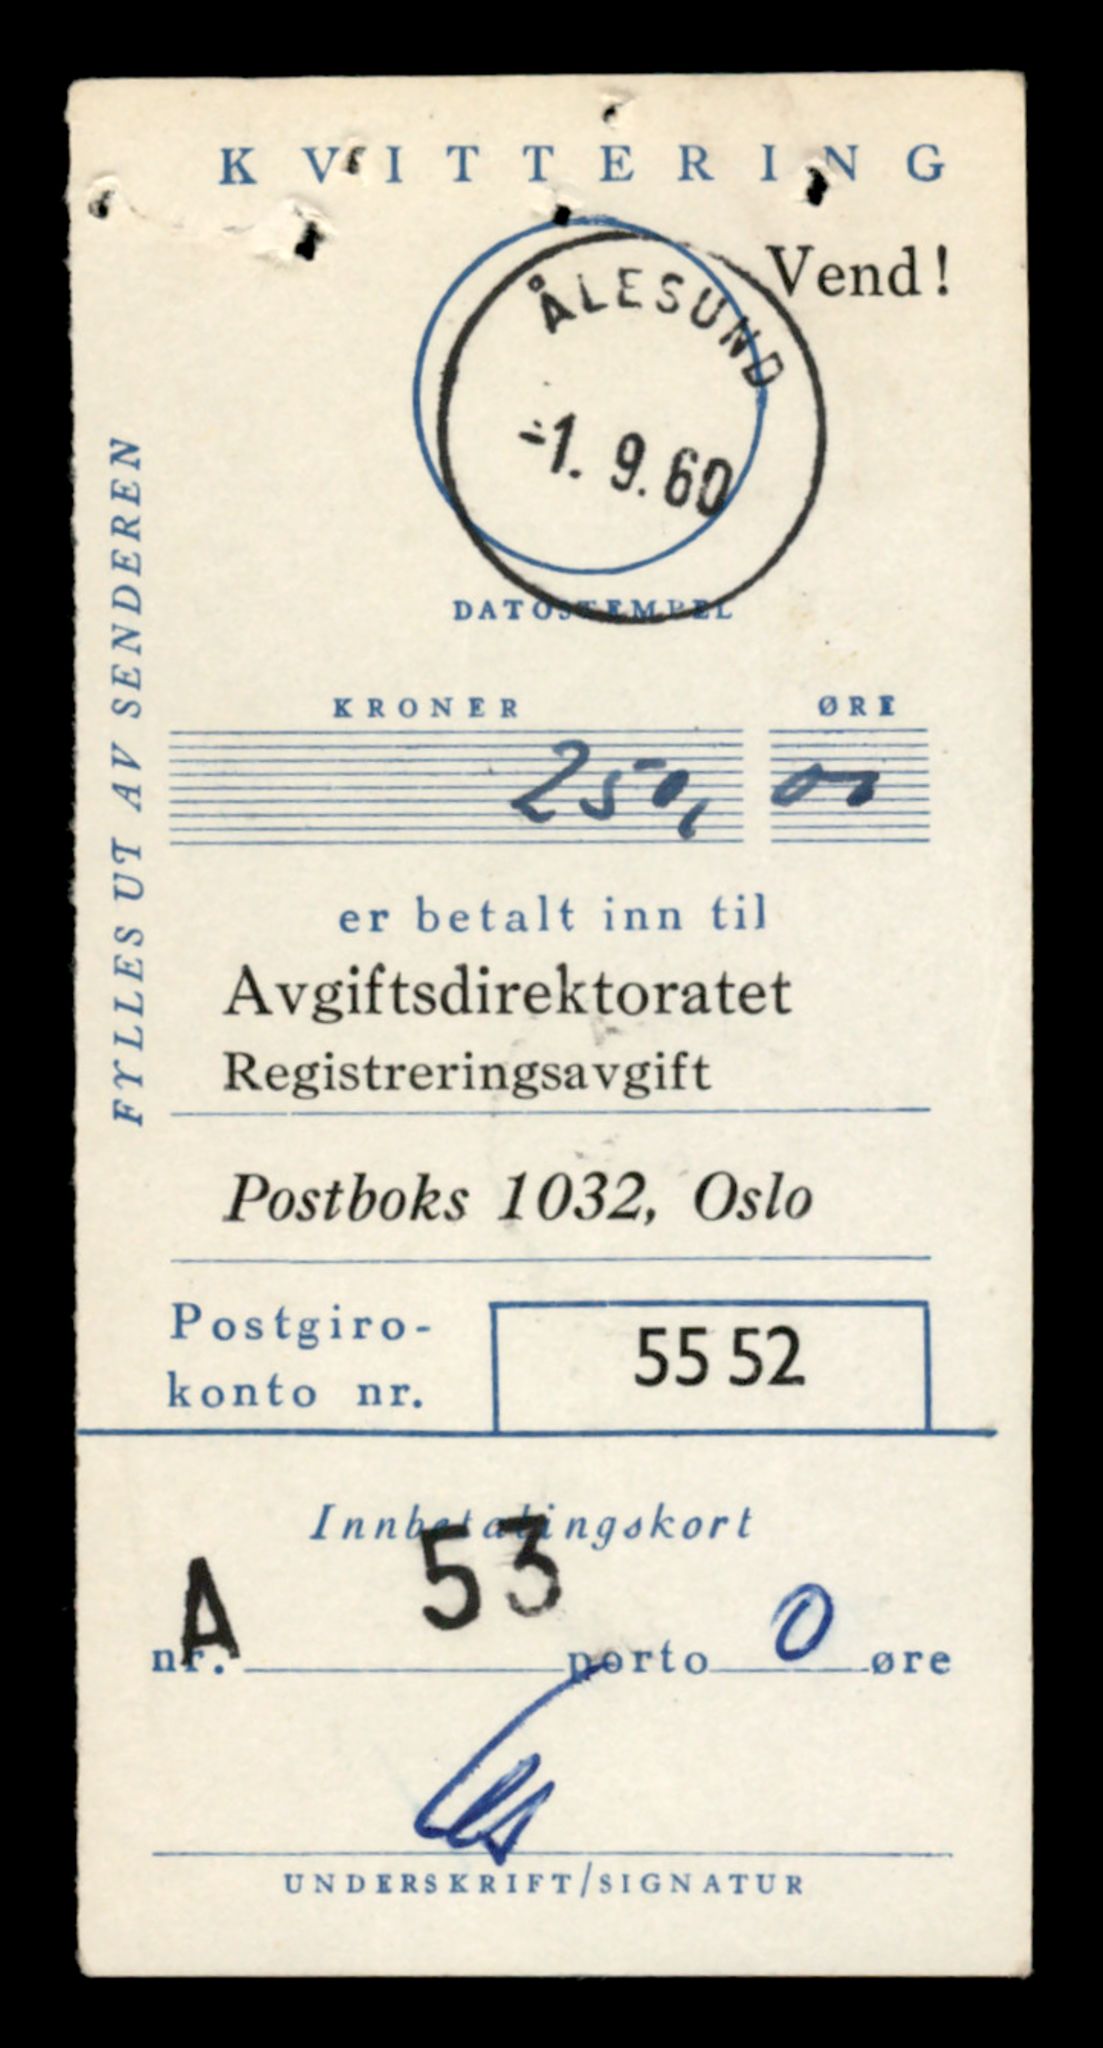 KVITTERING
Vend!
ÅLESUND
-1. 9. 60
DATOSTEMPEL
FYLLES UT AV SENDEREN
KRONER ØRE
250, 00
er betalt inn til
Avgiftsdirektoratet
Registreringsavgift
Postboks 1032, Oslo
Postgiro-
konto nr.
55 52
Innbetalingskort
A 53
nr. porto 0 øre
UNDERSKRIFT/SIGNATUR